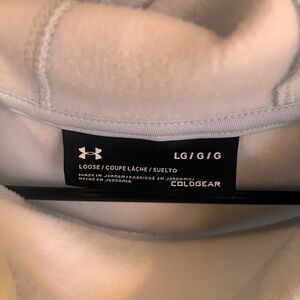 LG / G / G
LOOSE / COUPE LÂCHE / SUELTO
MADE IN JORDAN / FABRIQUÉ EN JORDANIE /
HECHO EN JORDANIA
COLDGEAR